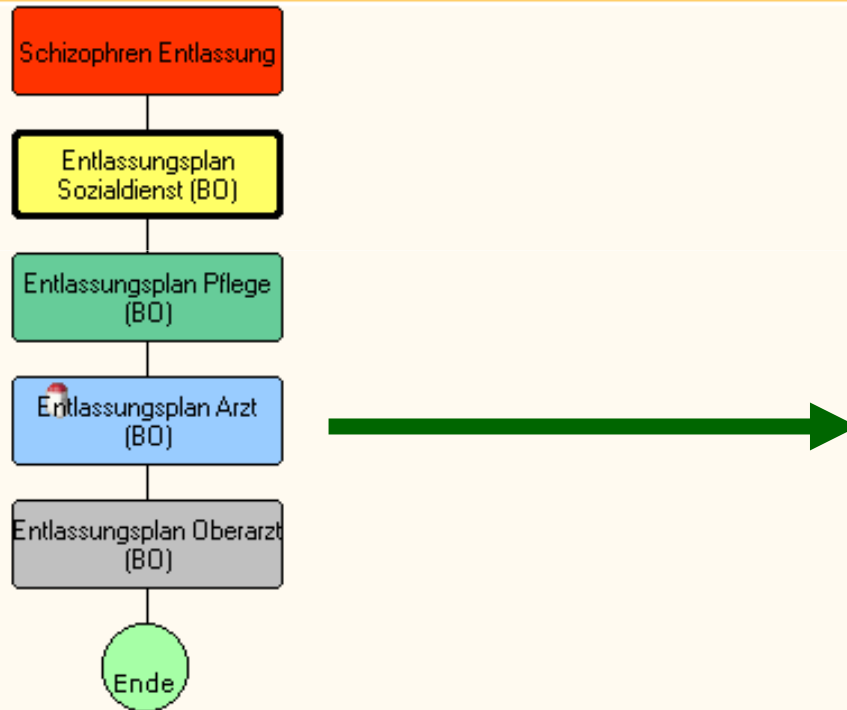 Schizophren Entlassung
Entlassungsplan
Sozialdienst (BO)
Entlassungsplan Pflege
(BO)
Entlassungsplan Arzt
(BO)
Entlassungsplan Oberarzt
(BO)
Ende